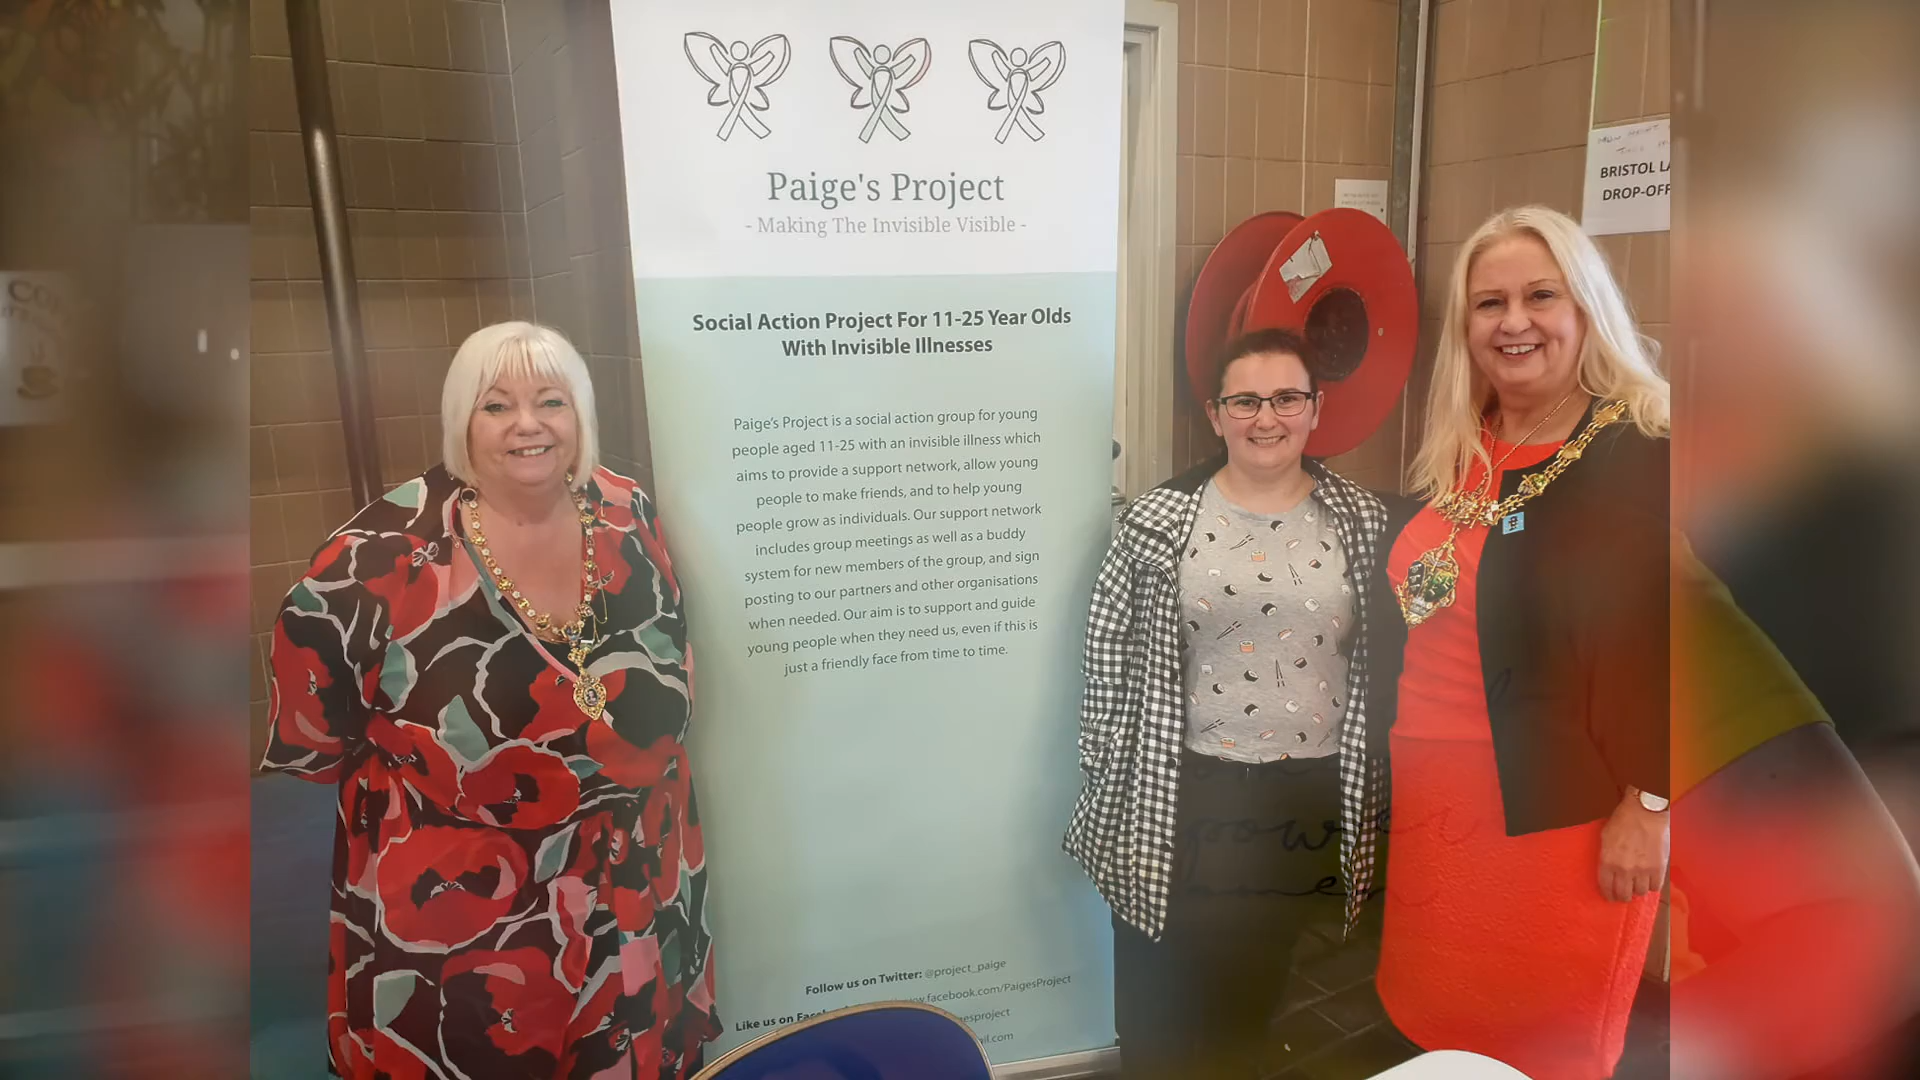 Paige's Project
- Making The Invisible Visible -
Social Action Project For 11-25 Year Olds
With Invisible Illnesses
Paige's Project is a social action group for young
people aged 11-25 with an invisible illness which
aims to provide a support network, allow young
people to make friends, and to help young
people grow as individuals. Our support network
includes group meetings as well as a buddy
system for new members of the group, and sign
posting to our partners and other organisations
when needed. Our aim is to support and guide
young people when they need us, even if this is
just a friendly face from time to time.
Follow us on Twitter: @project_paige
Like us on Facebook: www.facebook.com/PaigesProject
BRISTOL
DROP-OFF